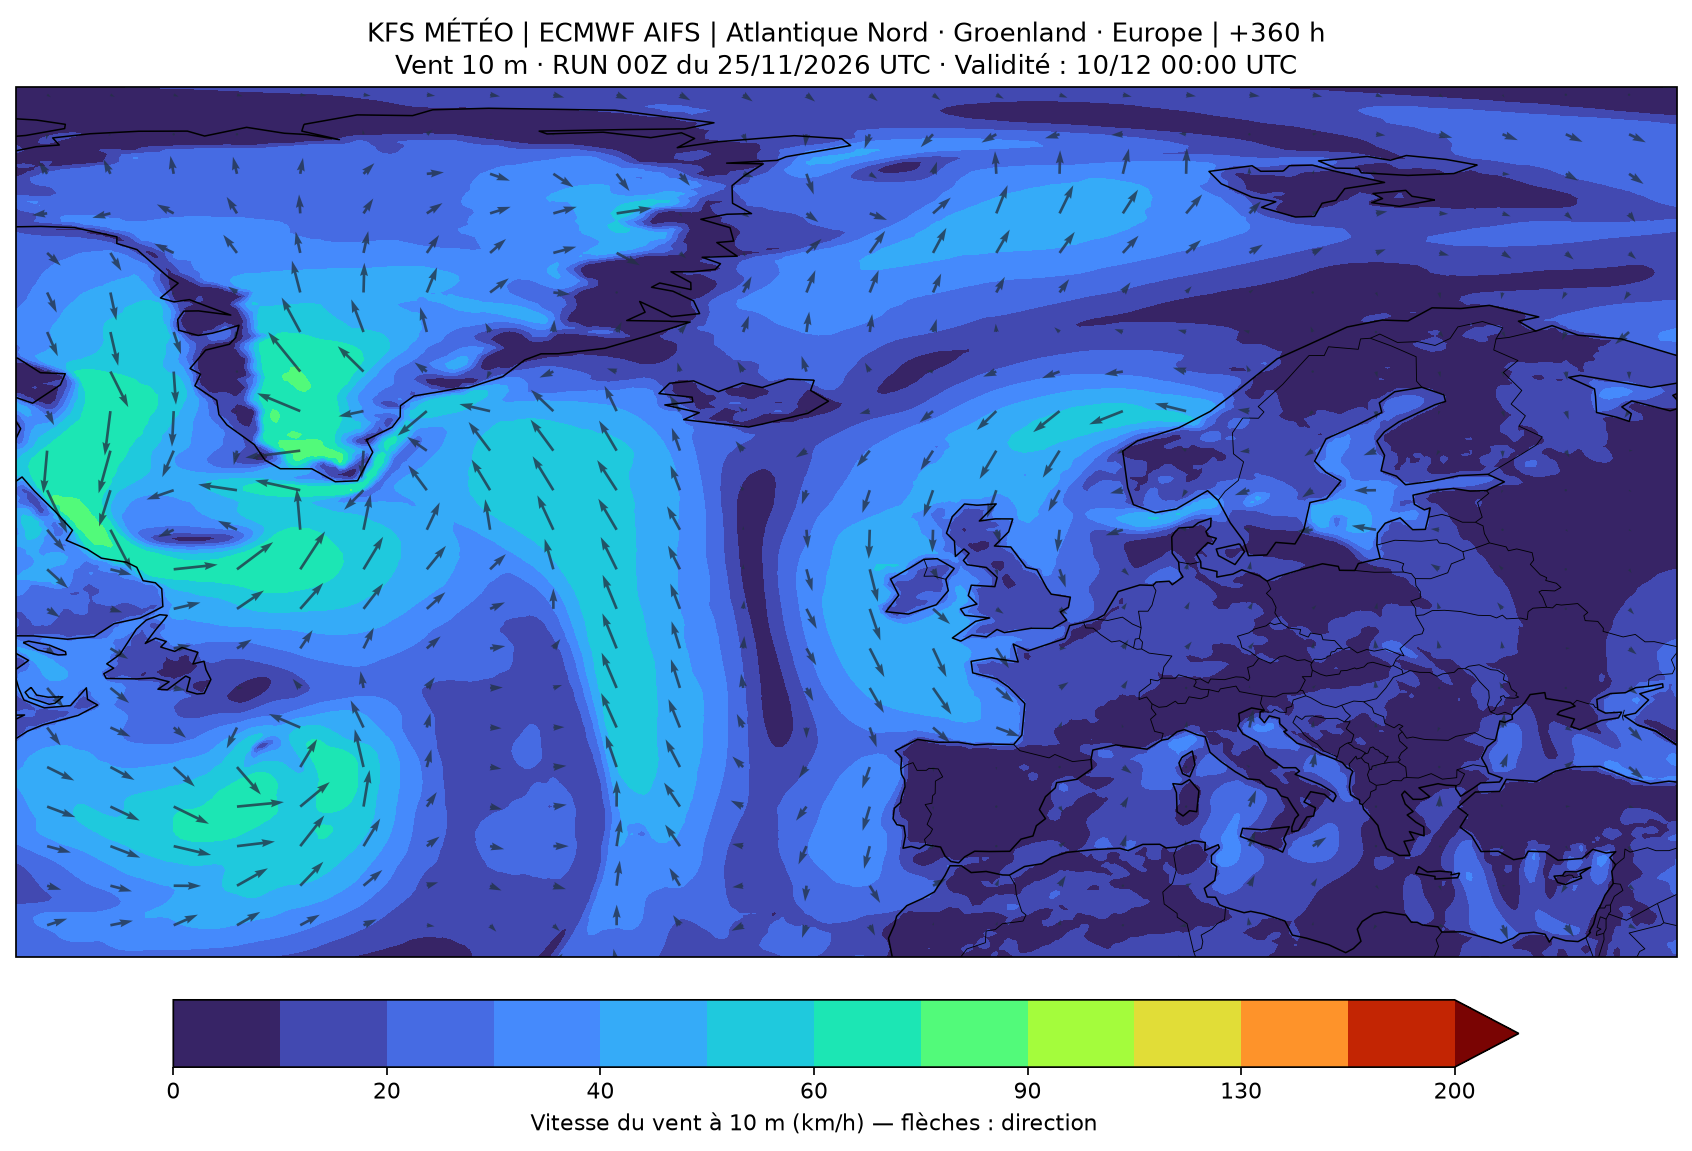 KFS MÉTÉO | ECMWF AIFS | Atlantique Nord · Groenland · Europe | +360 h
Vent 10 m · RUN 00Z du 25/11/2026 UTC · Validité : 10/12 00:00 UTC
0 20 40 60 90 130 200
Vitesse du vent à 10 m (km/h) — flèches : direction